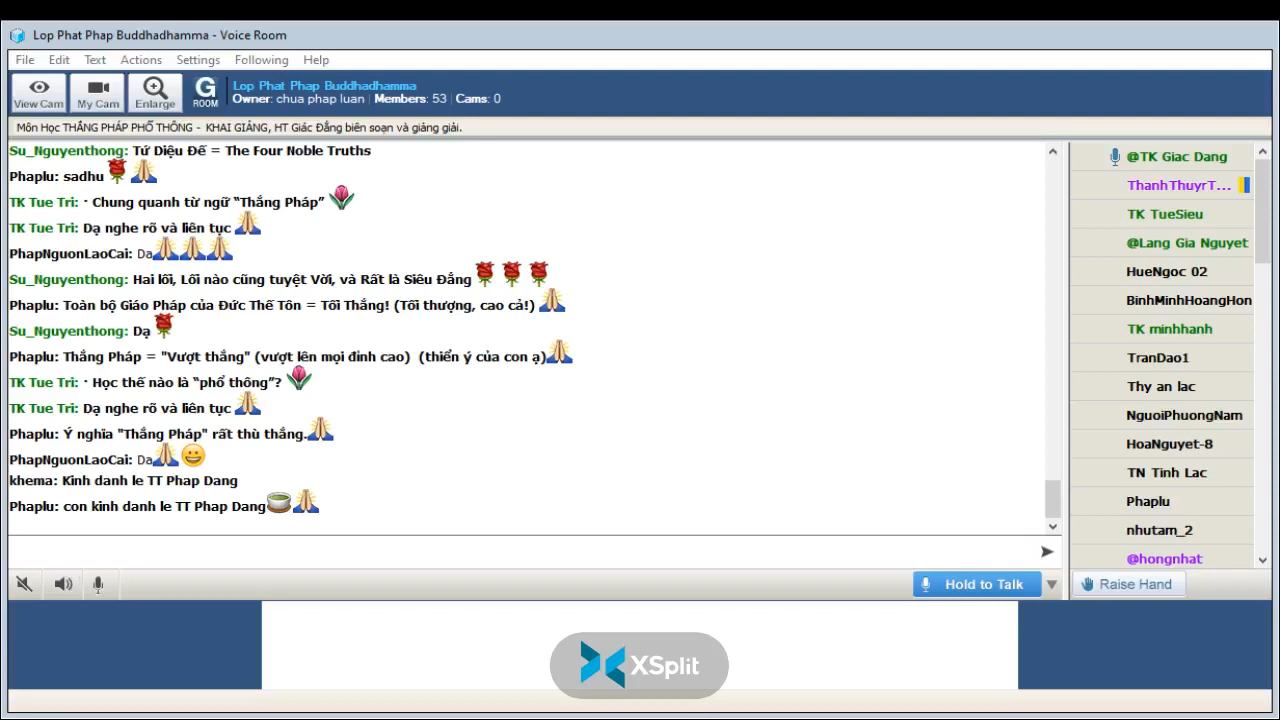 Lop Phat Phap Buddhadhamma - Voice Room
File Edit Text Actions Settings Following Help
View Cam My Cam Enlarge G ROOM
Lop Phat Phap Buddhadhamma
Owner: chua phap luan | Members: 53 | Cams: 0
Môn Học THẮNG PHÁP PHỔ THÔNG - KHAI GIẢNG, HT Giác Đẳng biên soạn và giảng giải.
Su_Nguyenthong: Tứ Diệu Đế = The Four Noble Truths
Phaplu: sadhu 🌹🙏
TK Tue Tri: · Chung quanh từ ngữ “Thắng Pháp” 🌷
TK Tue Tri: Dạ nghe rõ và liên tục 🙏
PhapNguonLaoCai: Da🙏🙏🙏
Su_Nguyenthong: Hai lối, Lối nào cũng tuyệt Vời, và Rất là Siêu Đẳng 🌹🌹🌹
Phaplu: Toàn bộ Giáo Pháp của Đức Thế Tôn = Tối Thắng! (Tối thượng, cao cả!) 🙏
Su_Nguyenthong: Dạ 🌹
Phaplu: Thắng Pháp = "Vượt thắng" (vượt lên mọi đỉnh cao) (thiển ý của con ạ)🙏
TK Tue Tri: · Học thế nào là “phổ thông”? 🌷
TK Tue Tri: Dạ nghe rõ và liên tục 🙏
Phaplu: Ý nghĩa "Thắng Pháp" rất thù thắng.🙏
PhapNguonLaoCai: Da🙏😀
khema: Kinh danh le TT Phap Dang
Phaplu: con kinh danh le TT Phap Dang🍵🙏
@TK Giac Dang
ThanhThuyrT...
TK TueSieu
@Lang Gia Nguyet
HueNgoc 02
BinhMinhHoangHon
TK minhhanh
TranDao1
Thy an lac
NguoiPhuongNam
HoaNguyet-8
TN Tinh Lac
Phaplu
nhutam_2
@hongnhat
Hold to Talk
Raise Hand
XSplit